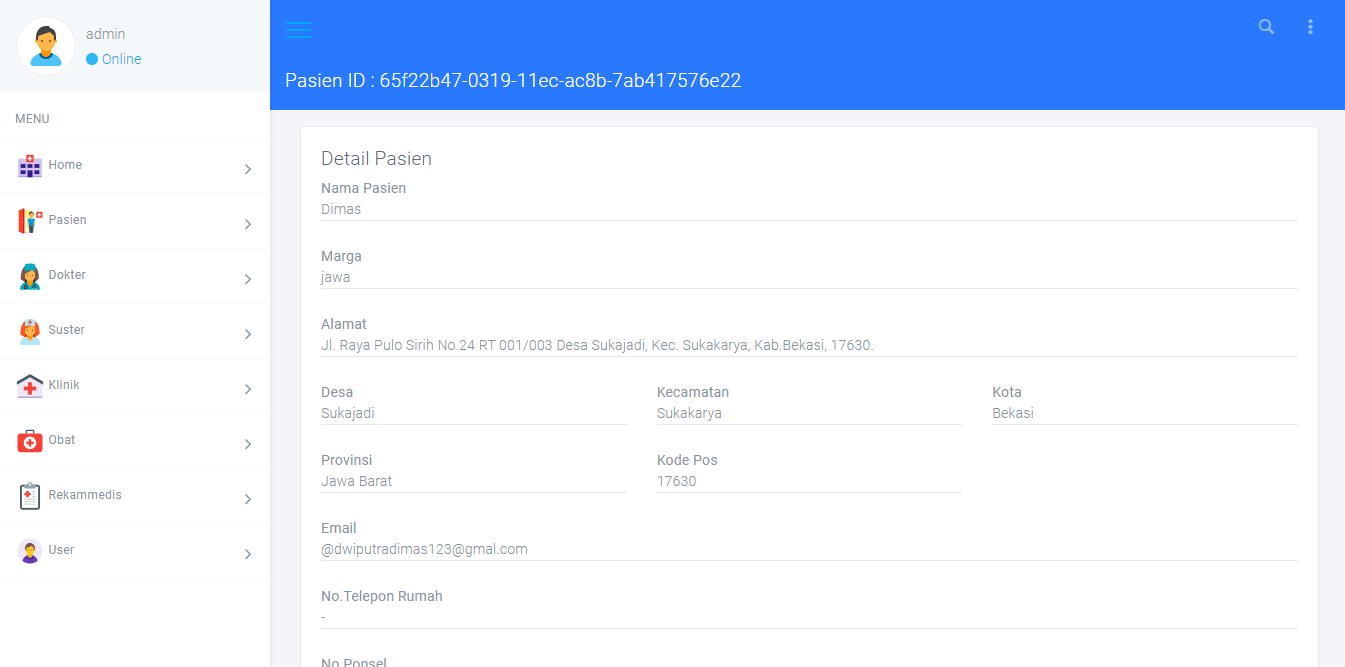 admin
Online
MENU
Home
Pasien
Dokter
Suster
Klinik
Obat
Rekammedis
User
Pasien ID : 65f22b47-0319-11ec-ac8b-7ab417576e22
Detail Pasien
Nama Pasien
Dimas
Marga
jawa
Alamat
Jl. Raya Pulo Sirih No.24 RT 001/003 Desa Sukajadi, Kec. Sukakarya, Kab.Bekasi, 17630.
Desa Kecamatan Kota
Sukajadi Sukakarya Bekasi
Provinsi Kode Pos
Jawa Barat 17630
Email
@dwiputradimas123@gmal.com
No.Telepon Rumah
-
No Ponsel